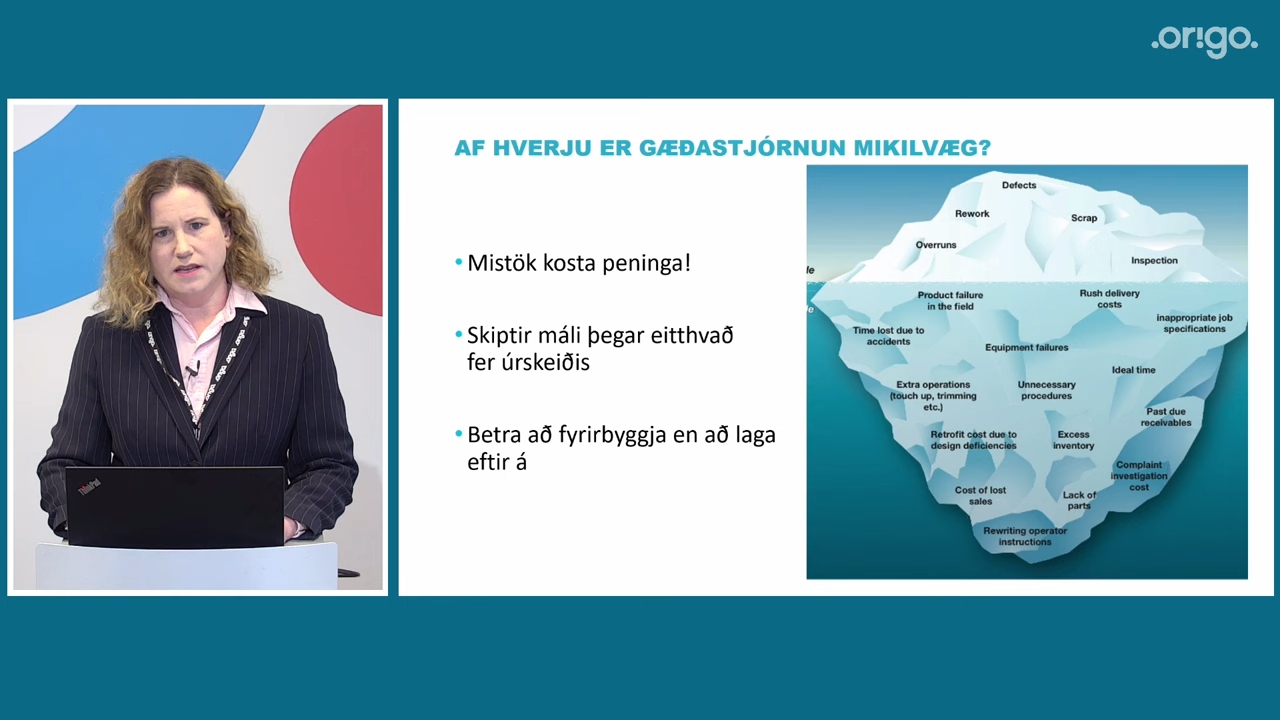 .origo.
AF HVERJU ER GÆÐASTJÓRNUN MIKILVÆG?
• Mistök kosta peninga!
• Skiptir máli þegar eitthvað
fer úrskeiðis
• Betra að fyrirbyggja en að laga
eftir á
Defects
Rework
Scrap
Overruns
Inspection
le
le
Product failure
in the field
Rush delivery
costs
inappropriate job
specifications
Time lost due to
accidents
Equipment failures
Ideal time
Extra operations
(touch up, trimming
etc.)
Unnecessary
procedures
Past due
receivables
Retrofit cost due to
design deficiencies
Excess
inventory
Complaint
investigation
cost
Cost of lost
sales
Lack of
parts
Rewriting operator
instructions
ThinkPad